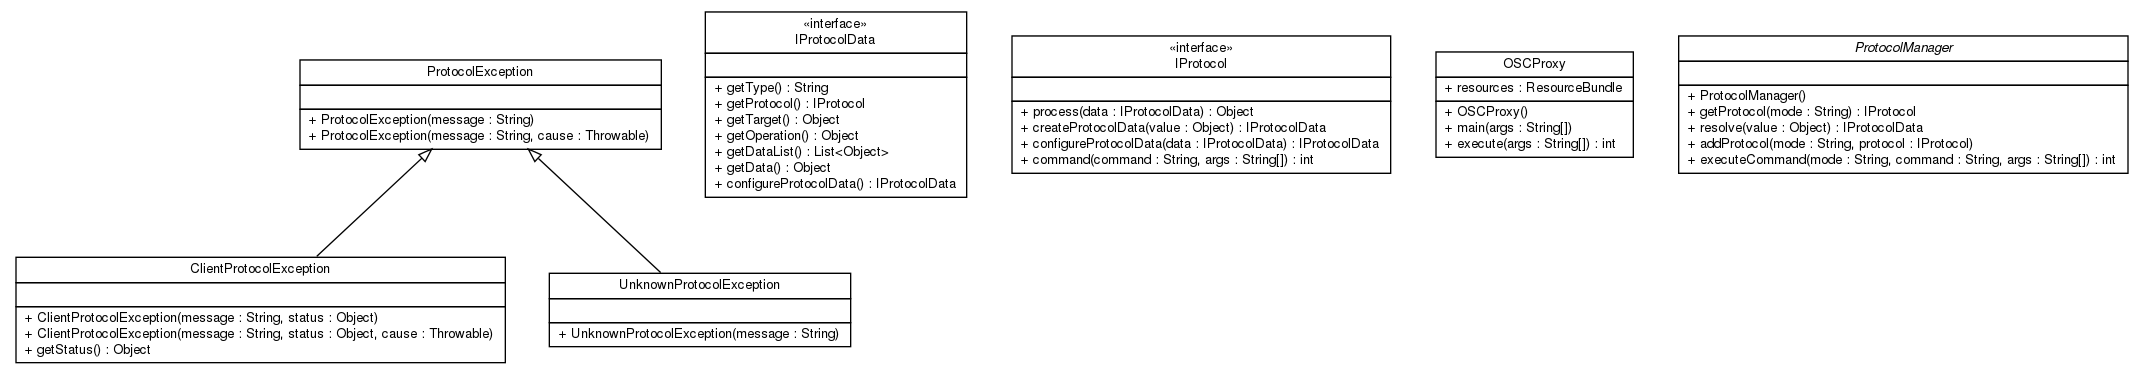 ProtocolException
+ ProtocolException(message : String)
+ ProtocolException(message : String, cause : Throwable)
«interface»
IProtocolData
+ getType() : String
+ getProtocol() : IProtocol
+ getTarget() : Object
+ getOperation() : Object
+ getDataList() : List<Object>
+ getData() : Object
+ configureProtocolData() : IProtocolData
«interface»
IProtocol
+ process(data : IProtocolData) : Object
+ createProtocolData(value : Object) : IProtocolData
+ configureProtocolData(data : IProtocolData) : IProtocolData
+ command(command : String, args : String[]) : int
OSCProxy
+ resources : ResourceBundle
+ OSCProxy()
+ main(args : String[])
+ execute(args : String[]) : int
ProtocolManager
+ ProtocolManager()
+ getProtocol(mode : String) : IProtocol
+ resolve(value : Object) : IProtocolData
+ addProtocol(mode : String, protocol : IProtocol)
+ executeCommand(mode : String, command : String, args : String[]) : int
ClientProtocolException
+ ClientProtocolException(message : String, status : Object)
+ ClientProtocolException(message : String, status : Object, cause : Throwable)
+ getStatus() : Object
UnknownProtocolException
+ UnknownProtocolException(message : String)